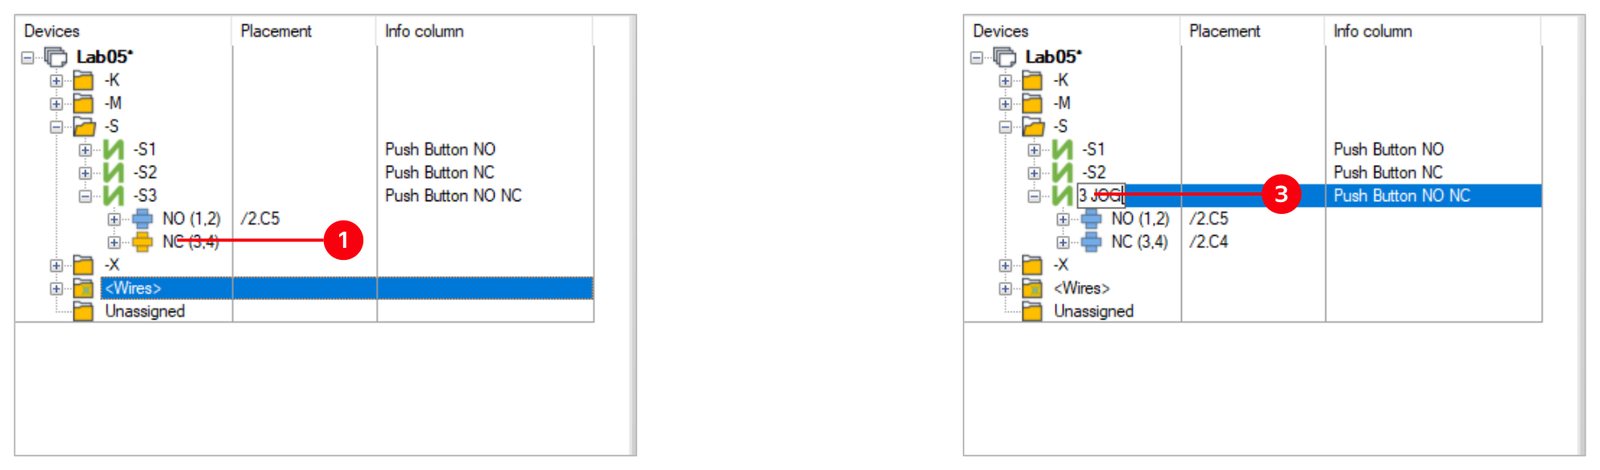 Devices Placement Info column
Lab05*
-K
-M
-S
-S1 Push Button NO
-S2 Push Button NC
-S3 Push Button NO NC
NO (1,2) /2.C5
NC (3,4) 1
-X
<Wires>
Unassigned
Devices Placement Info column
Lab05*
-K
-M
-S
-S1 Push Button NO
-S2 Push Button NC
3 JOG 3 Push Button NO NC
NO (1,2) /2.C5
NC (3,4) /2.C4
-X
<Wires>
Unassigned